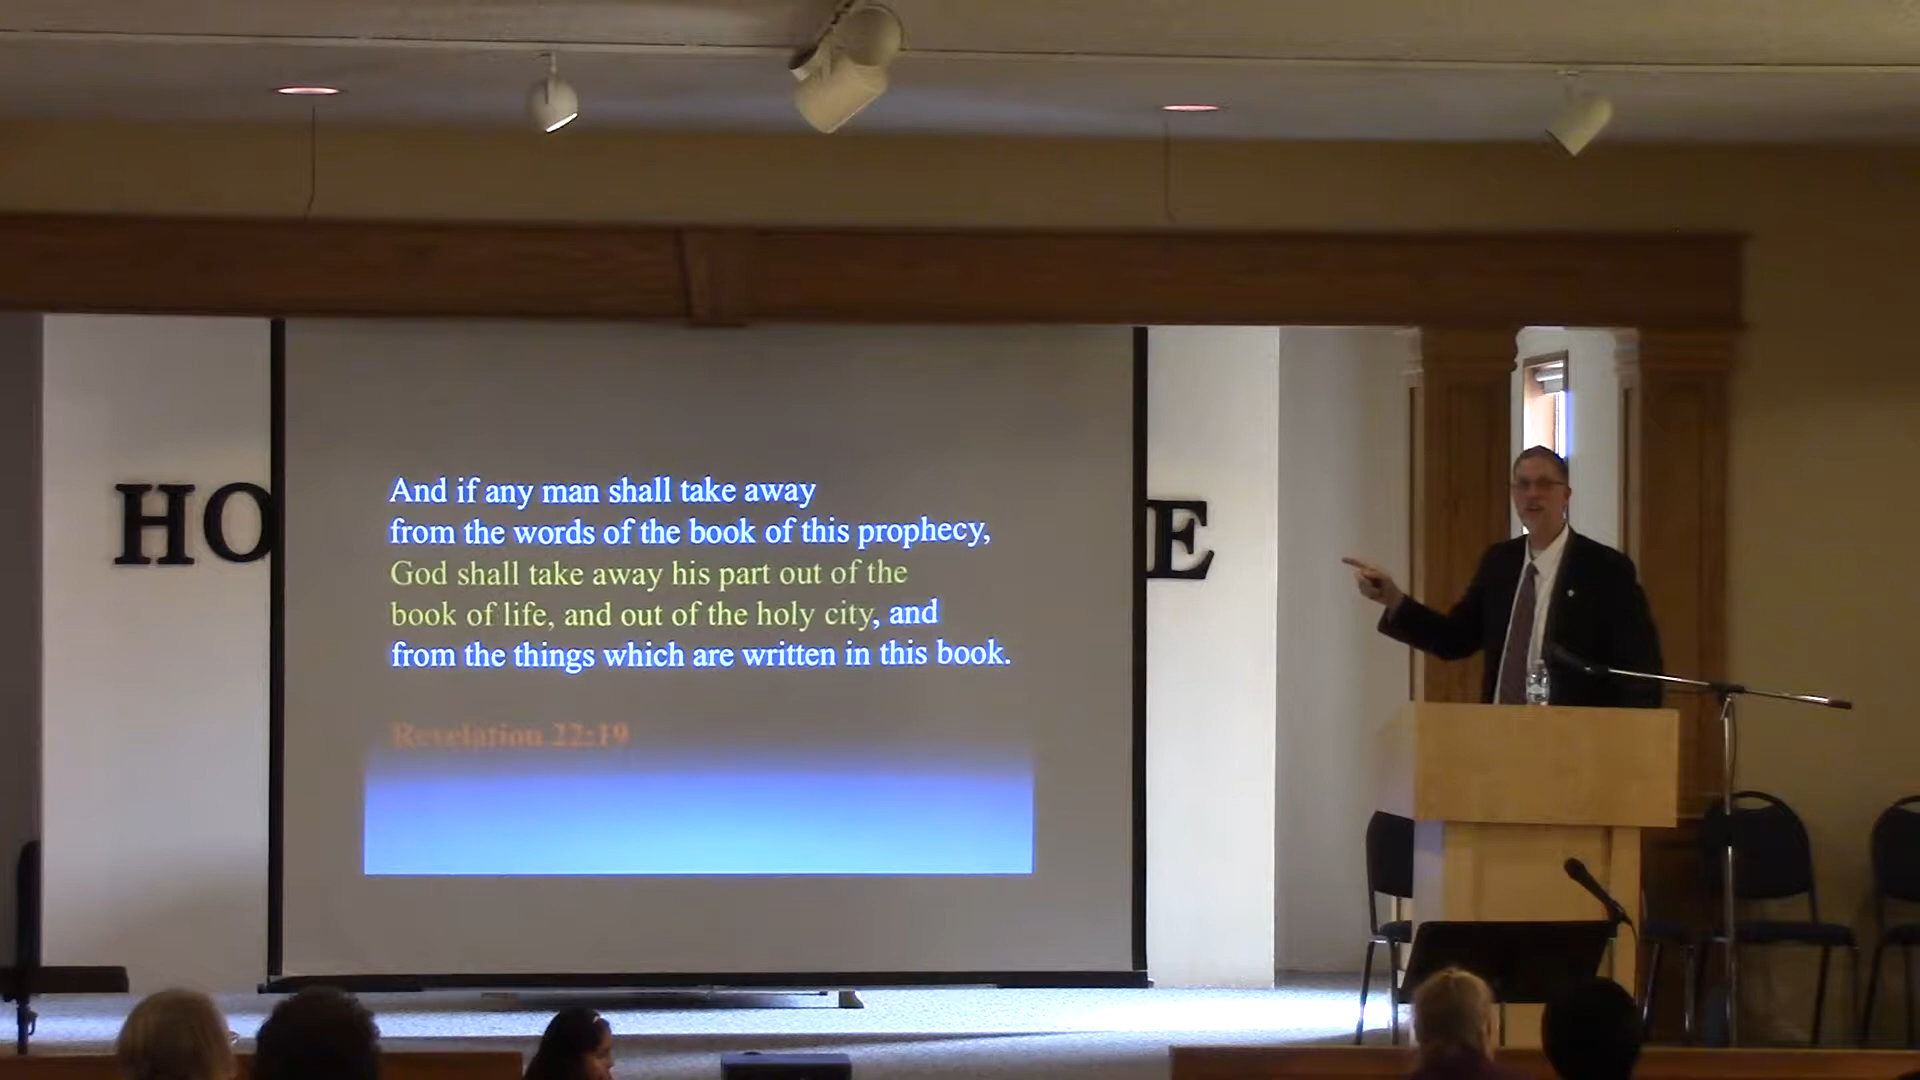 HO
E
And if any man shall take away
from the words of the book of this prophecy,
God shall take away his part out of the
book of life, and out of the holy city, and
from the things which are written in this book.
Revelation 22:19